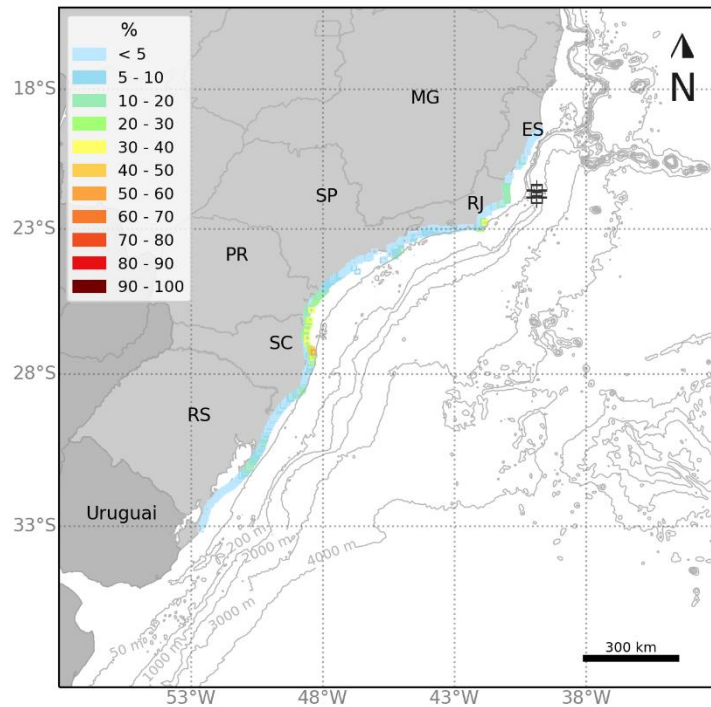 %
< 5
5 - 10
10 - 20
20 - 30
30 - 40
40 - 50
50 - 60
60 - 70
70 - 80
80 - 90
90 - 100
N
18°S
23°S
28°S
33°S
MG
ES
SP
RJ
PR
SC
RS
Uruguai
50 m
200 m
1000 m
2000 m
3000 m
4000 m
300 km
53°W
48°W
43°W
38°W